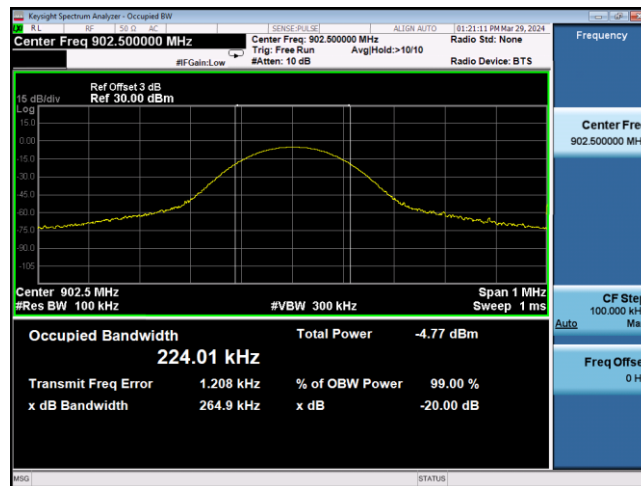 Keysight Spectrum Analyzer - Occupied BW
RL RF 50 Ω AC SENSE:PULSE ALIGN AUTO 01:21:11 PM Mar 29, 2024
Center Freq 902.500000 MHz Center Freq: 902.500000 MHz Radio Std: None
Trig: Free Run Avg|Hold:>10/10
#IFGain:Low #Atten: 10 dB Radio Device: BTS
Frequency
Ref Offset 3 dB
15 dB/div Ref 30.00 dBm
Log
15.0
0.00
-15.0
-30.0
-45.0
-60.0
-75.0
-90.0
-105
Center 902.5 MHz Span 1 MHz
#Res BW 100 kHz #VBW 300 kHz Sweep 1 ms
Center Fre
902.500000 MH
CF Step
100.000 kH
Auto Ma
Freq Offse
0 H
Occupied Bandwidth Total Power -4.77 dBm
224.01 kHz
Transmit Freq Error 1.208 kHz % of OBW Power 99.00 %
x dB Bandwidth 264.9 kHz x dB -20.00 dB
MSG STATUS